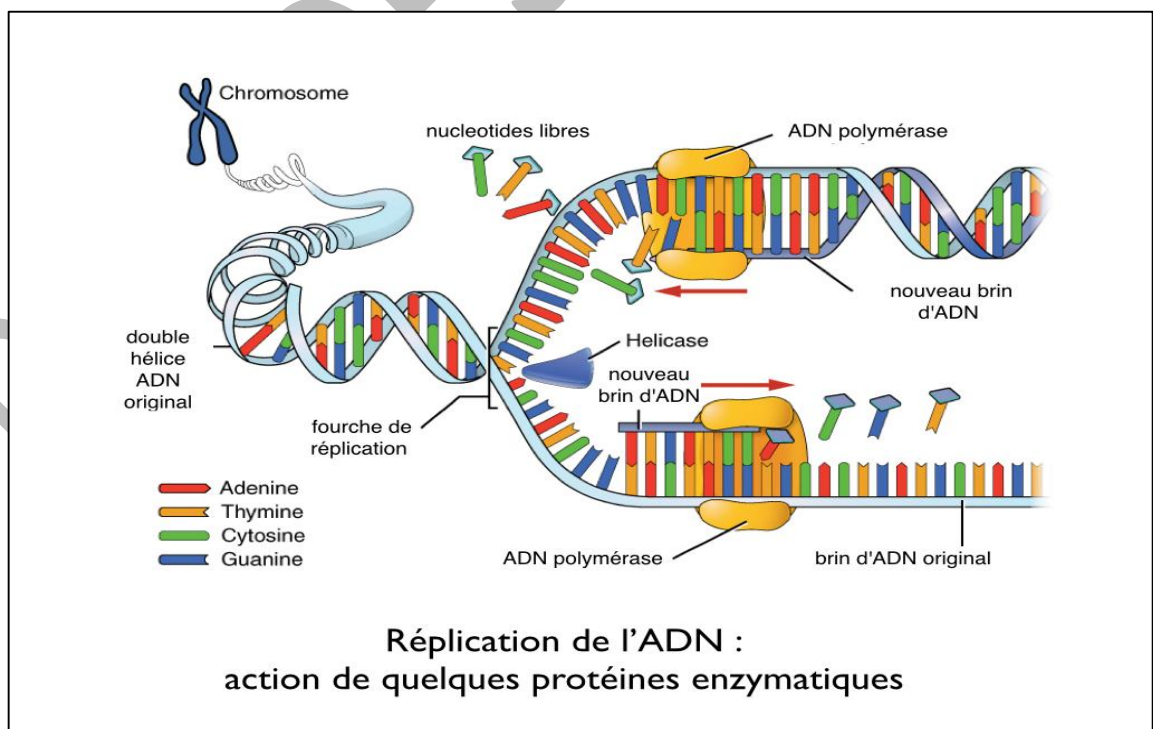 Chromosome
nucleotides libres
ADN polymérase
nouveau brin
d'ADN
double
hélice
ADN
original
Helicase
nouveau
brin d'ADN
fourche de
réplication
Adenine
Thymine
Cytosine
Guanine
ADN polymérase
brin d'ADN original
Réplication de l’ADN :
action de quelques protéines enzymatiques